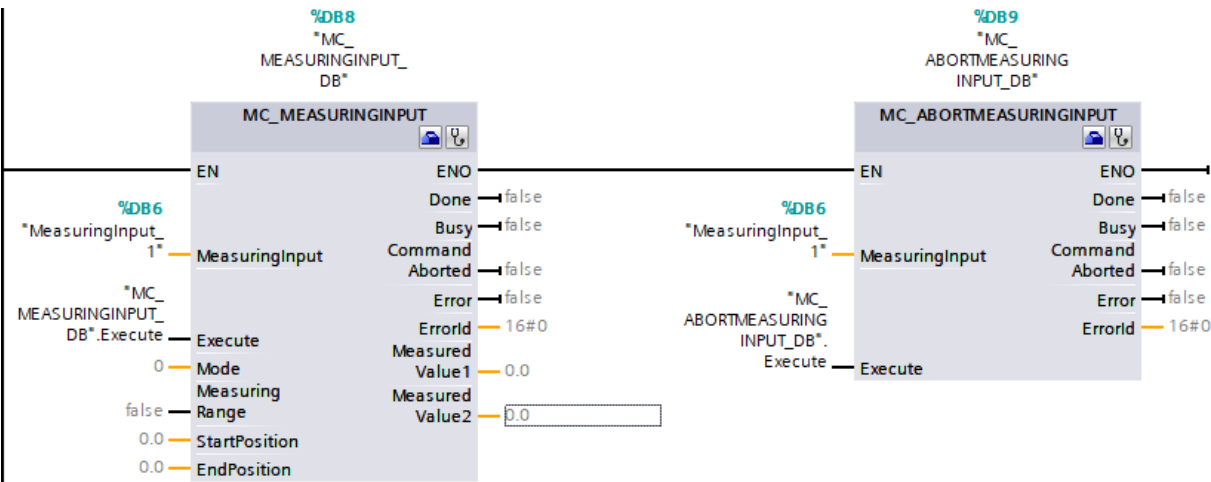 %DB8
"MC_
MEASURINGINPUT_
DB"
MC_MEASURINGINPUT
EN
ENO
Done
false
%DB6
"MeasuringInput_
1"
MeasuringInput
Busy
false
Command
Aborted
false
"MC_
MEASURINGINPUT_
DB".Execute
Execute
Error
false
ErrorId
16#0
0
Mode
Measured
Value1
0.0
false
Measuring
Range
Measured
Value2
0.0
0.0
StartPosition
0.0
EndPosition
%DB9
"MC_
ABORTMEASURING
INPUT_DB"
MC_ABORTMEASURINGINPUT
EN
ENO
Done
false
%DB6
"MeasuringInput_
1"
MeasuringInput
Busy
false
Command
Aborted
false
"MC_
ABORTMEASURING
INPUT_DB".
Execute
Execute
Error
false
ErrorId
16#0